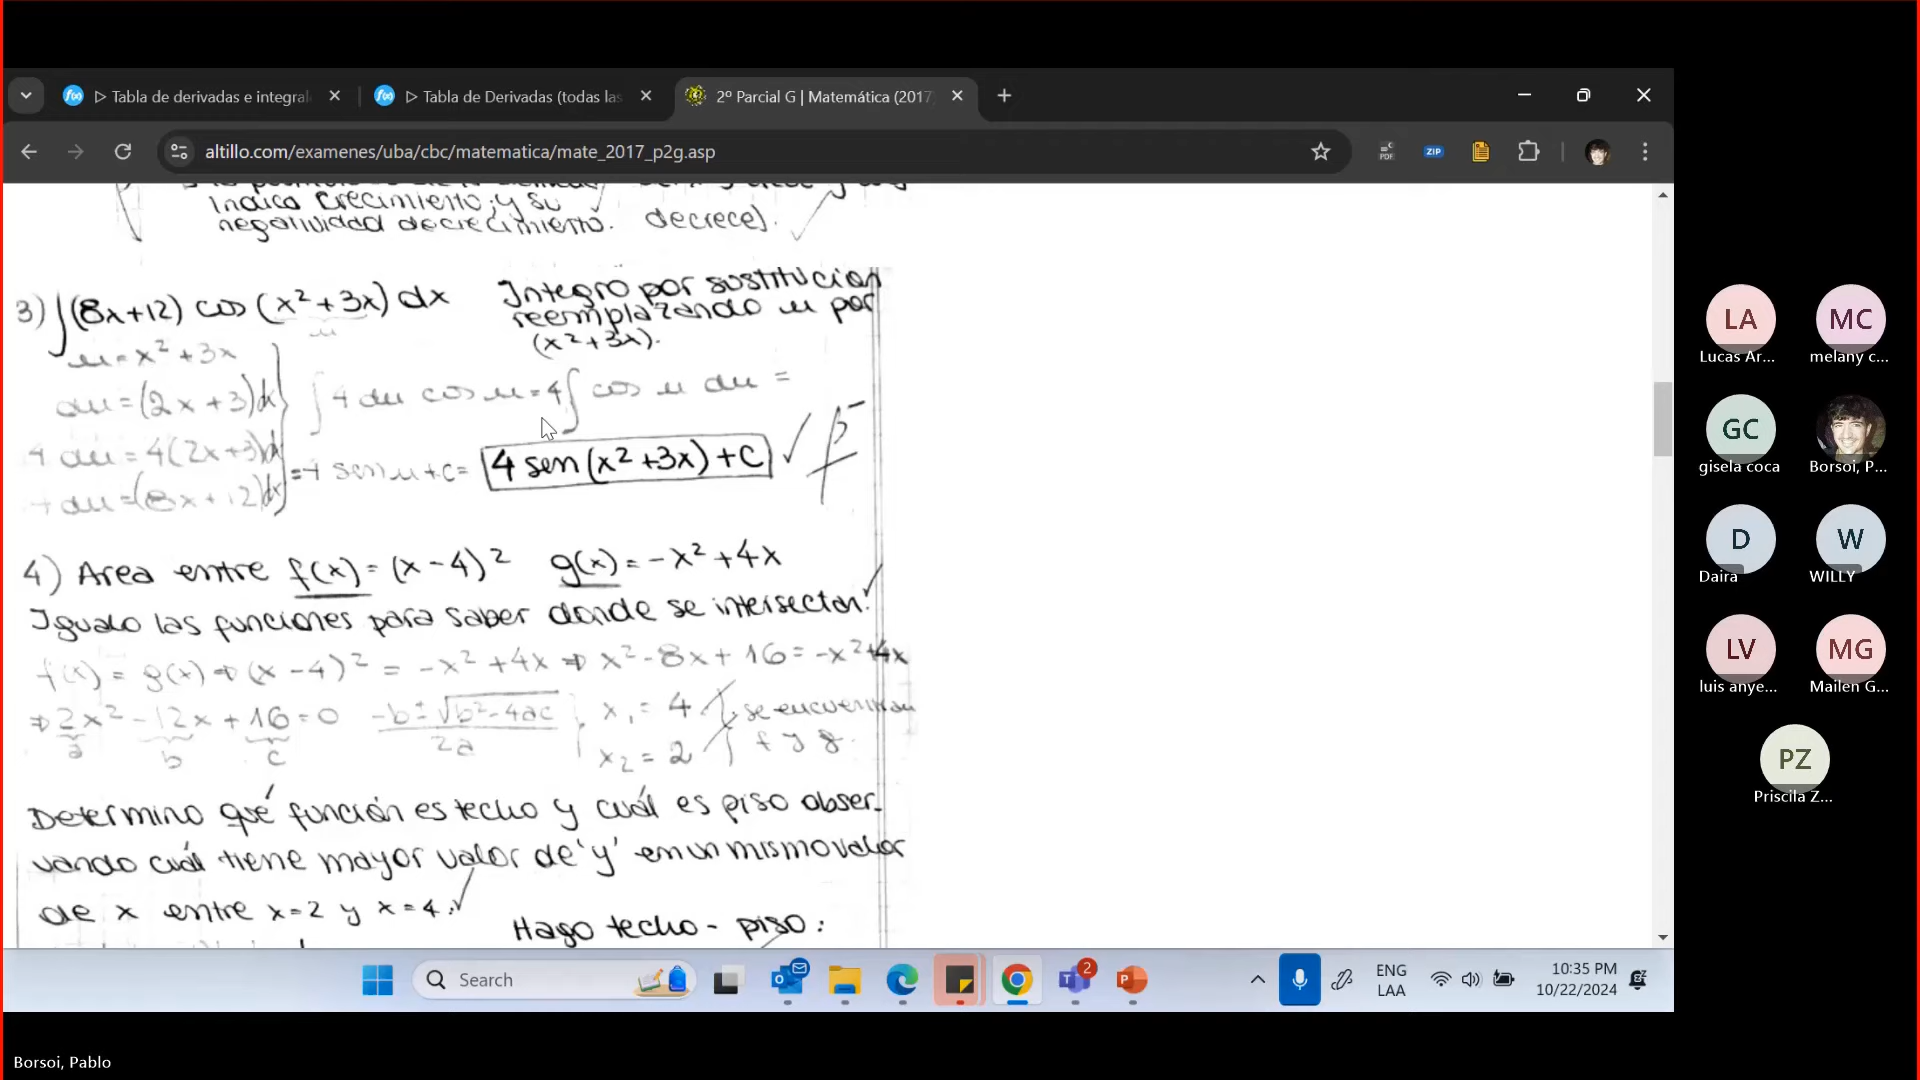 ▷ Tabla de derivadas e integral
▷ Tabla de Derivadas (todas las
2º Parcial G | Matemática (2017)
altillo.com/examenes/uba/cbc/matematica/mate_2017_p2g.asp
PDF
ZIP
indica crecimiento; y su
negatividad decrecimiento. decrece).
3) ∫(8x+12) cos (x²+3x) dx Integro por sustitución
reemplazando u por
(x²+3x).
u
u = x²+3x
du = (2x+3)dx ∫ 4 du cos u = 4∫ cos u du =
4 du = 4(2x+3)dx
= 4 sen u + c = 4 sen (x²+3x) + C
4 du = (8x+12)dx
4) Area entre f(x) = (x-4)² g(x) = -x²+4x
Igualo las funciones para saber donde se intersectan.
f(x) = g(x) ⇒ (x-4)² = -x²+4x ⇒ x²-8x+16 = -x²+4x
⇒ 2x² - 12x + 16 = 0 -b ± √b²-4ac x₁ = 4 se encuentran
a b c 2a x₂ = 2 f y g.
Determino qué función es techo y cuál es piso obser-
vando cuál tiene mayor valor de 'y' en un mismo valor
de x entre x=2 y x=4.
Hago techo - piso:
LA
Lucas Ar...
MC
melany c...
GC
gisela coca
Borsoi, P...
D
Daira
W
WILLY
LV
luis anye...
MG
Mailen G...
PZ
Priscila Z...
Search
2
ENG
LAA
10:35 PM
10/22/2024
Borsoi, Pablo